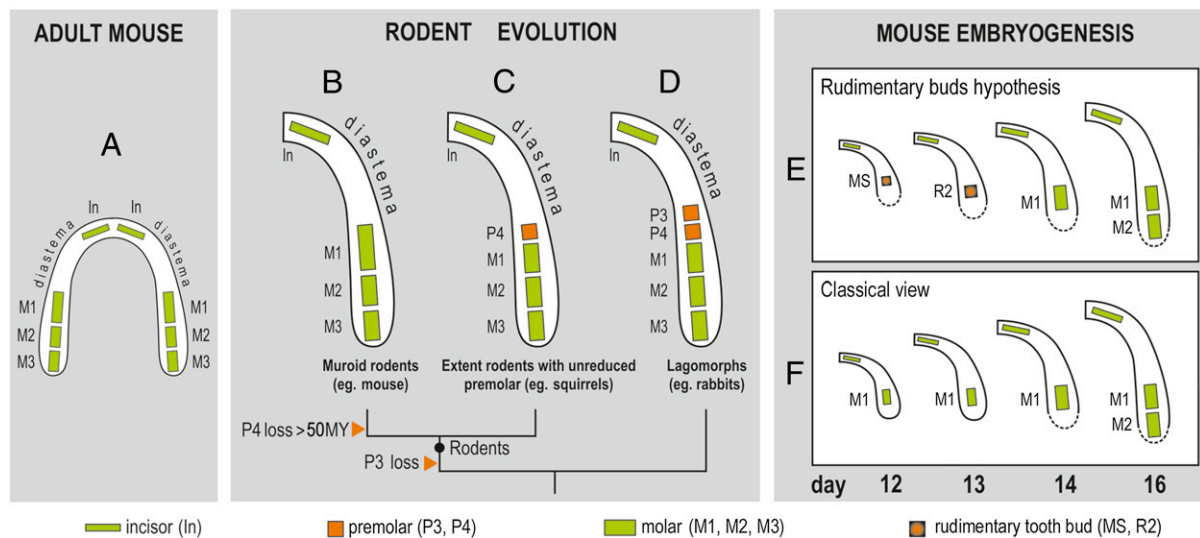 ADULT MOUSE
A
In
In
diastema
diastema
M1
M2
M3
M1
M2
M3
RODENT EVOLUTION
B
C
D
In
diastema
M1
M2
M3
In
diastema
P4
M1
M2
M3
In
diastema
P3
P4
M1
M2
M3
Muroid rodents
(eg. mouse)
Extent rodents with unreduced
premolar (eg. squirrels)
Lagomorphs
(eg. rabbits)
P4 loss > 50MY
Rodents
P3 loss
MOUSE EMBRYOGENESIS
E
Rudimentary buds hypothesis
MS
R2
M1
M1
M2
F
Classical view
M1
M1
M1
M1
M2
day 12 13 14 16
incisor (In)
premolar (P3, P4)
molar (M1, M2, M3)
rudimentary tooth bud (MS, R2)